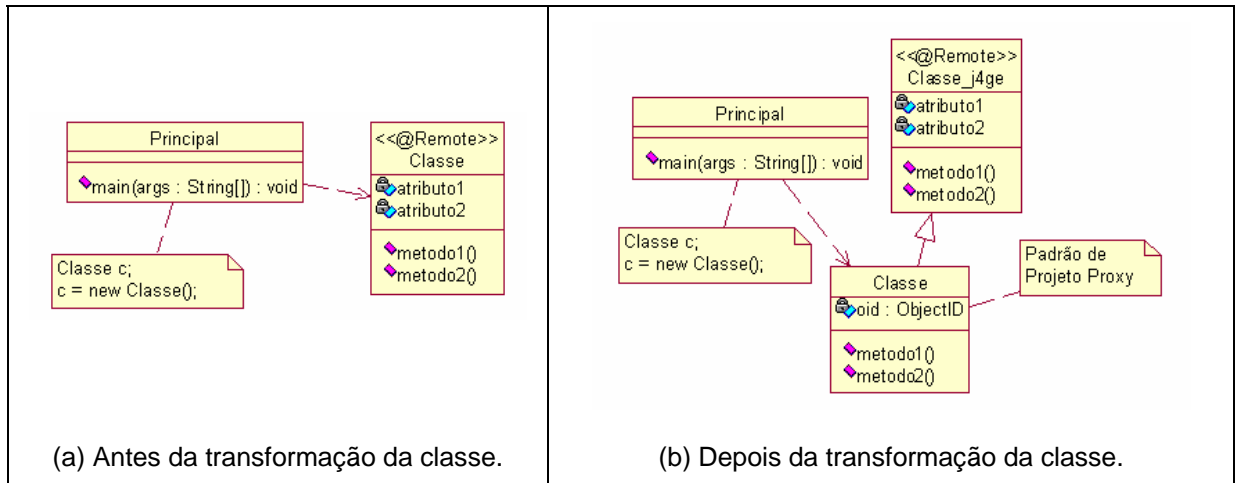 Principal
main(args : String[]) : void
<<@Remote>>
Classe
atributo1
atributo2
metodo1()
metodo2()
Classe c;
c = new Classe();
(a) Antes da transformação da classe.
<<@Remote>>
Classe_j4ge
atributo1
atributo2
metodo1()
metodo2()
Principal
main(args : String[]) : void
Classe c;
c = new Classe();
Classe
oid : ObjectID
metodo1()
metodo2()
Padrão de
Projeto Proxy
(b) Depois da transformação da classe.